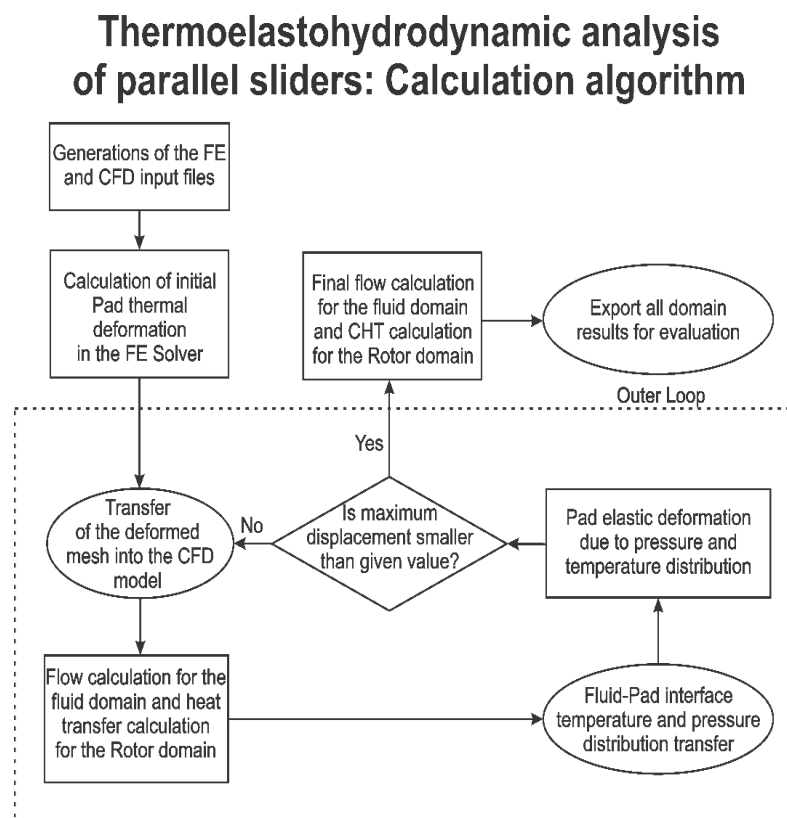 Thermoelastohydrodynamic analysis
of parallel sliders: Calculation algorithm
Generations of the FE
and CFD input files
Calculation of initial
Pad thermal
deformation
in the FE Solver
Final flow calculation
for the fluid domain
and CHT calculation
for the Rotor domain
Export all domain
results for evaluation
Outer Loop
Yes
Transfer
of the deformed
mesh into the CFD
model
No
Is maximum
displacement smaller
than given value?
Pad elastic deformation
due to pressure and
temperature distribution
Flow calculation for the
fluid domain and heat
transfer calculation
for the Rotor domain
Fluid-Pad interface
temperature and pressure
distribution transfer